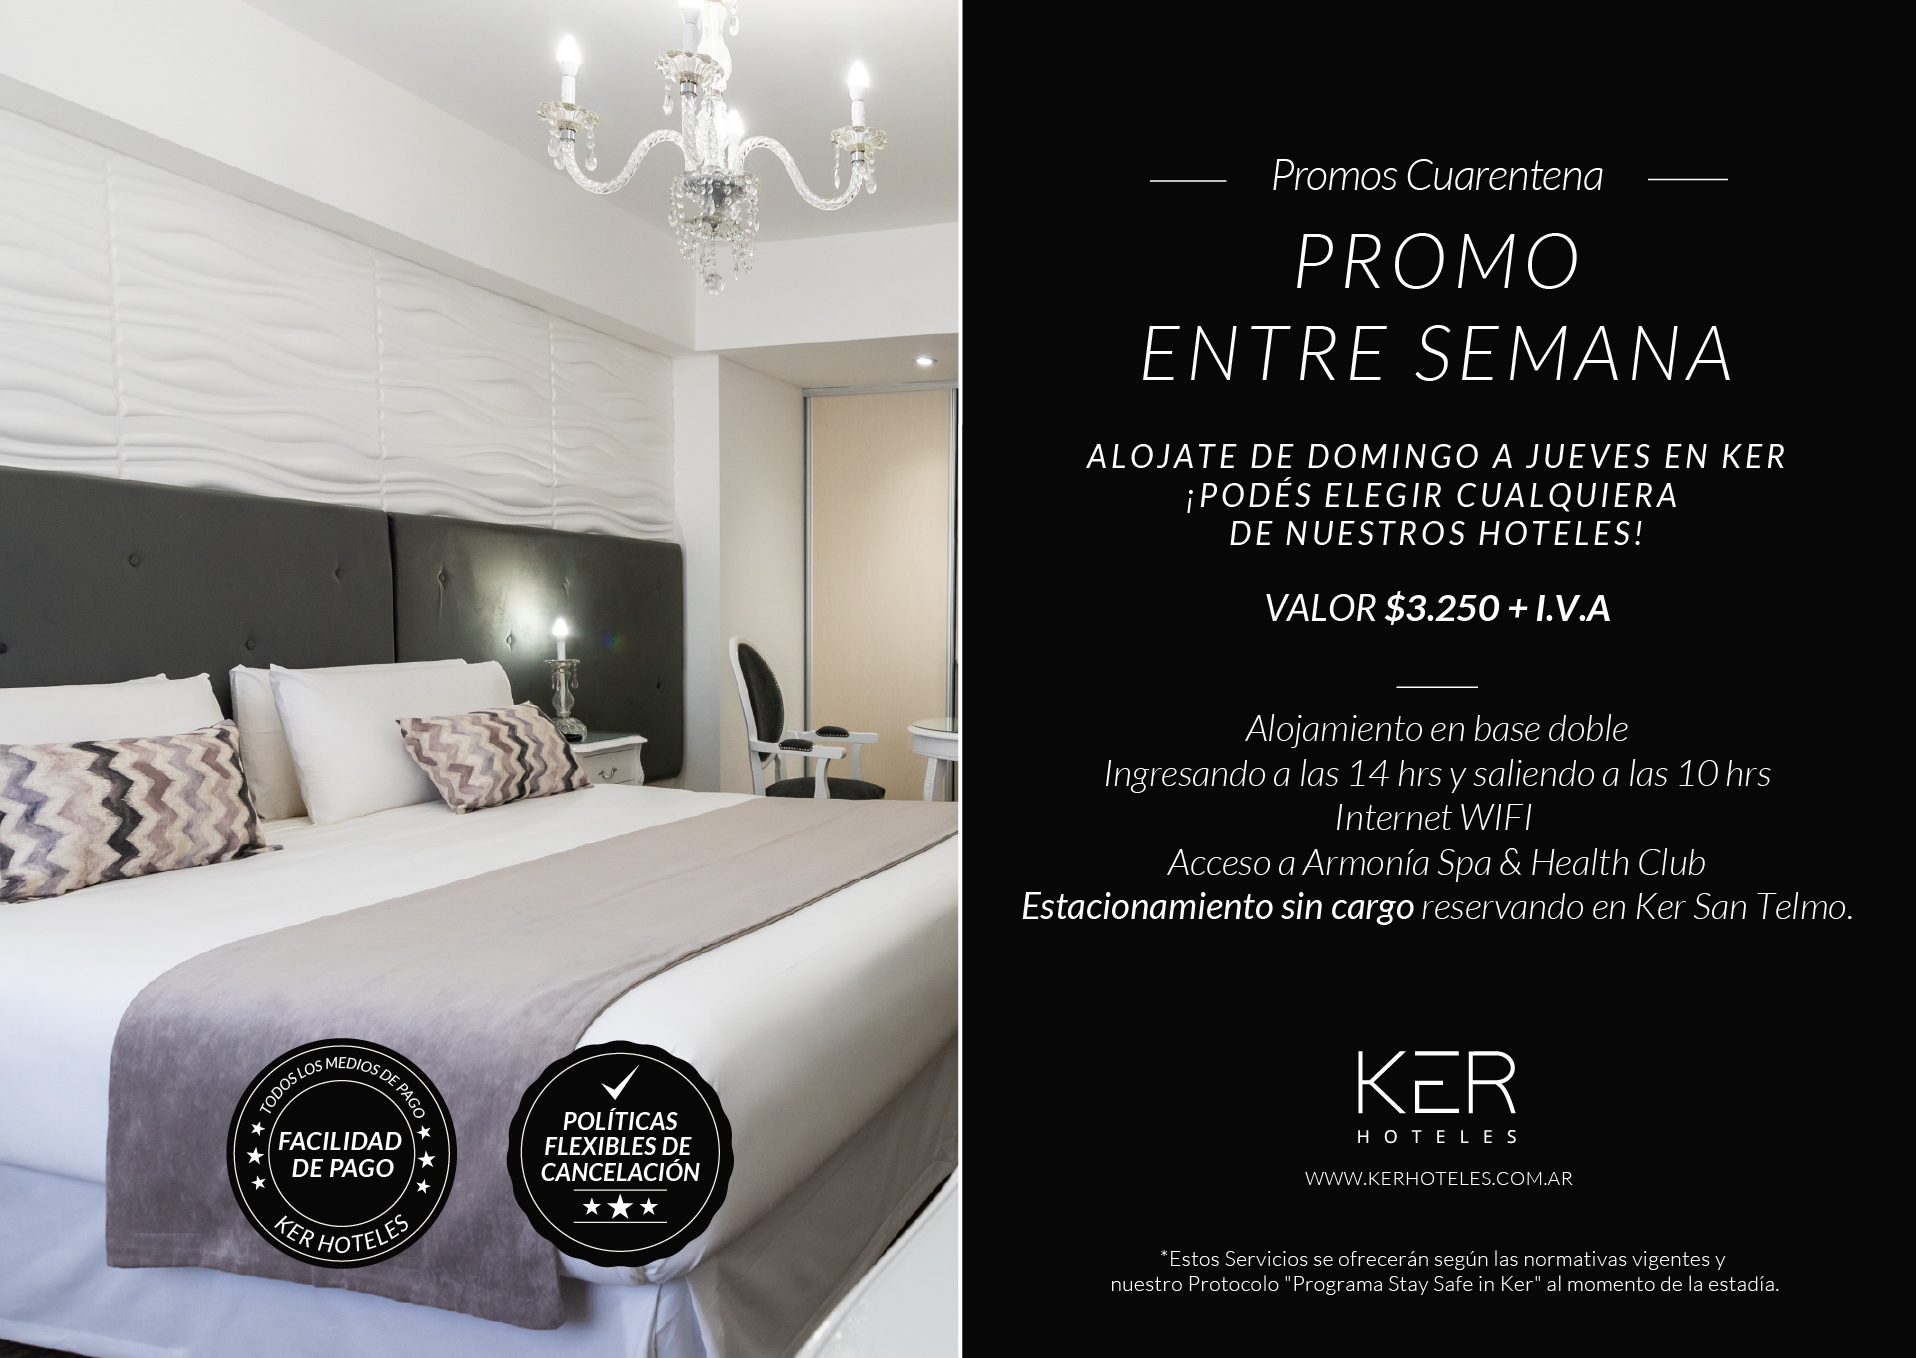 Promos Cuarentena
PROMO
ENTRE SEMANA
ALOJATE DE DOMINGO A JUEVES EN KER
¡PODÉS ELEGIR CUALQUIERA
DE NUESTROS HOTELES!
VALOR $3.250 + I.V.A
Alojamiento en base doble
Ingresando a las 14 hrs y saliendo a las 10 hrs
Internet WIFI
Acceso a Armonía Spa & Health Club
Estacionamiento sin cargo reservando en Ker San Telmo.
KER
HOTELES
WWW.KERHOTELES.COM.AR
*Estos Servicios se ofrecerán según las normativas vigentes y
nuestro Protocolo "Programa Stay Safe in Ker" al momento de la estadía.
TODOS LOS MEDIOS DE PAGO
FACILIDAD
DE PAGO
KER HOTELES
POLÍTICAS
FLEXIBLES DE
CANCELACIÓN